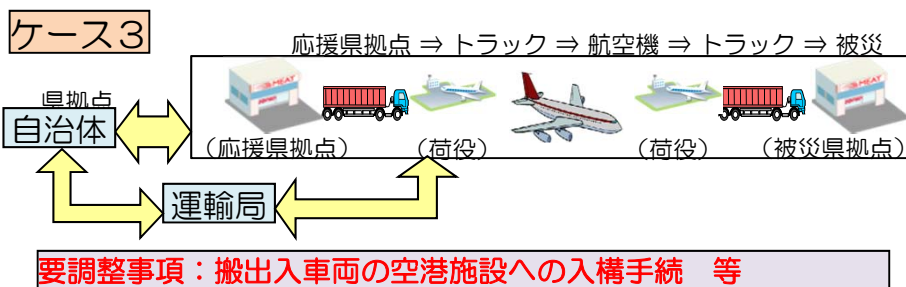 ケース３
応援県拠点 ⇒ トラック ⇒ 航空機 ⇒ トラック ⇒ 被災
県拠点
自治体
（応援県拠点）
（荷役）
（荷役）
（被災県拠点）
運輸局
要調整事項：搬出入車両の空港施設への入構手続　等